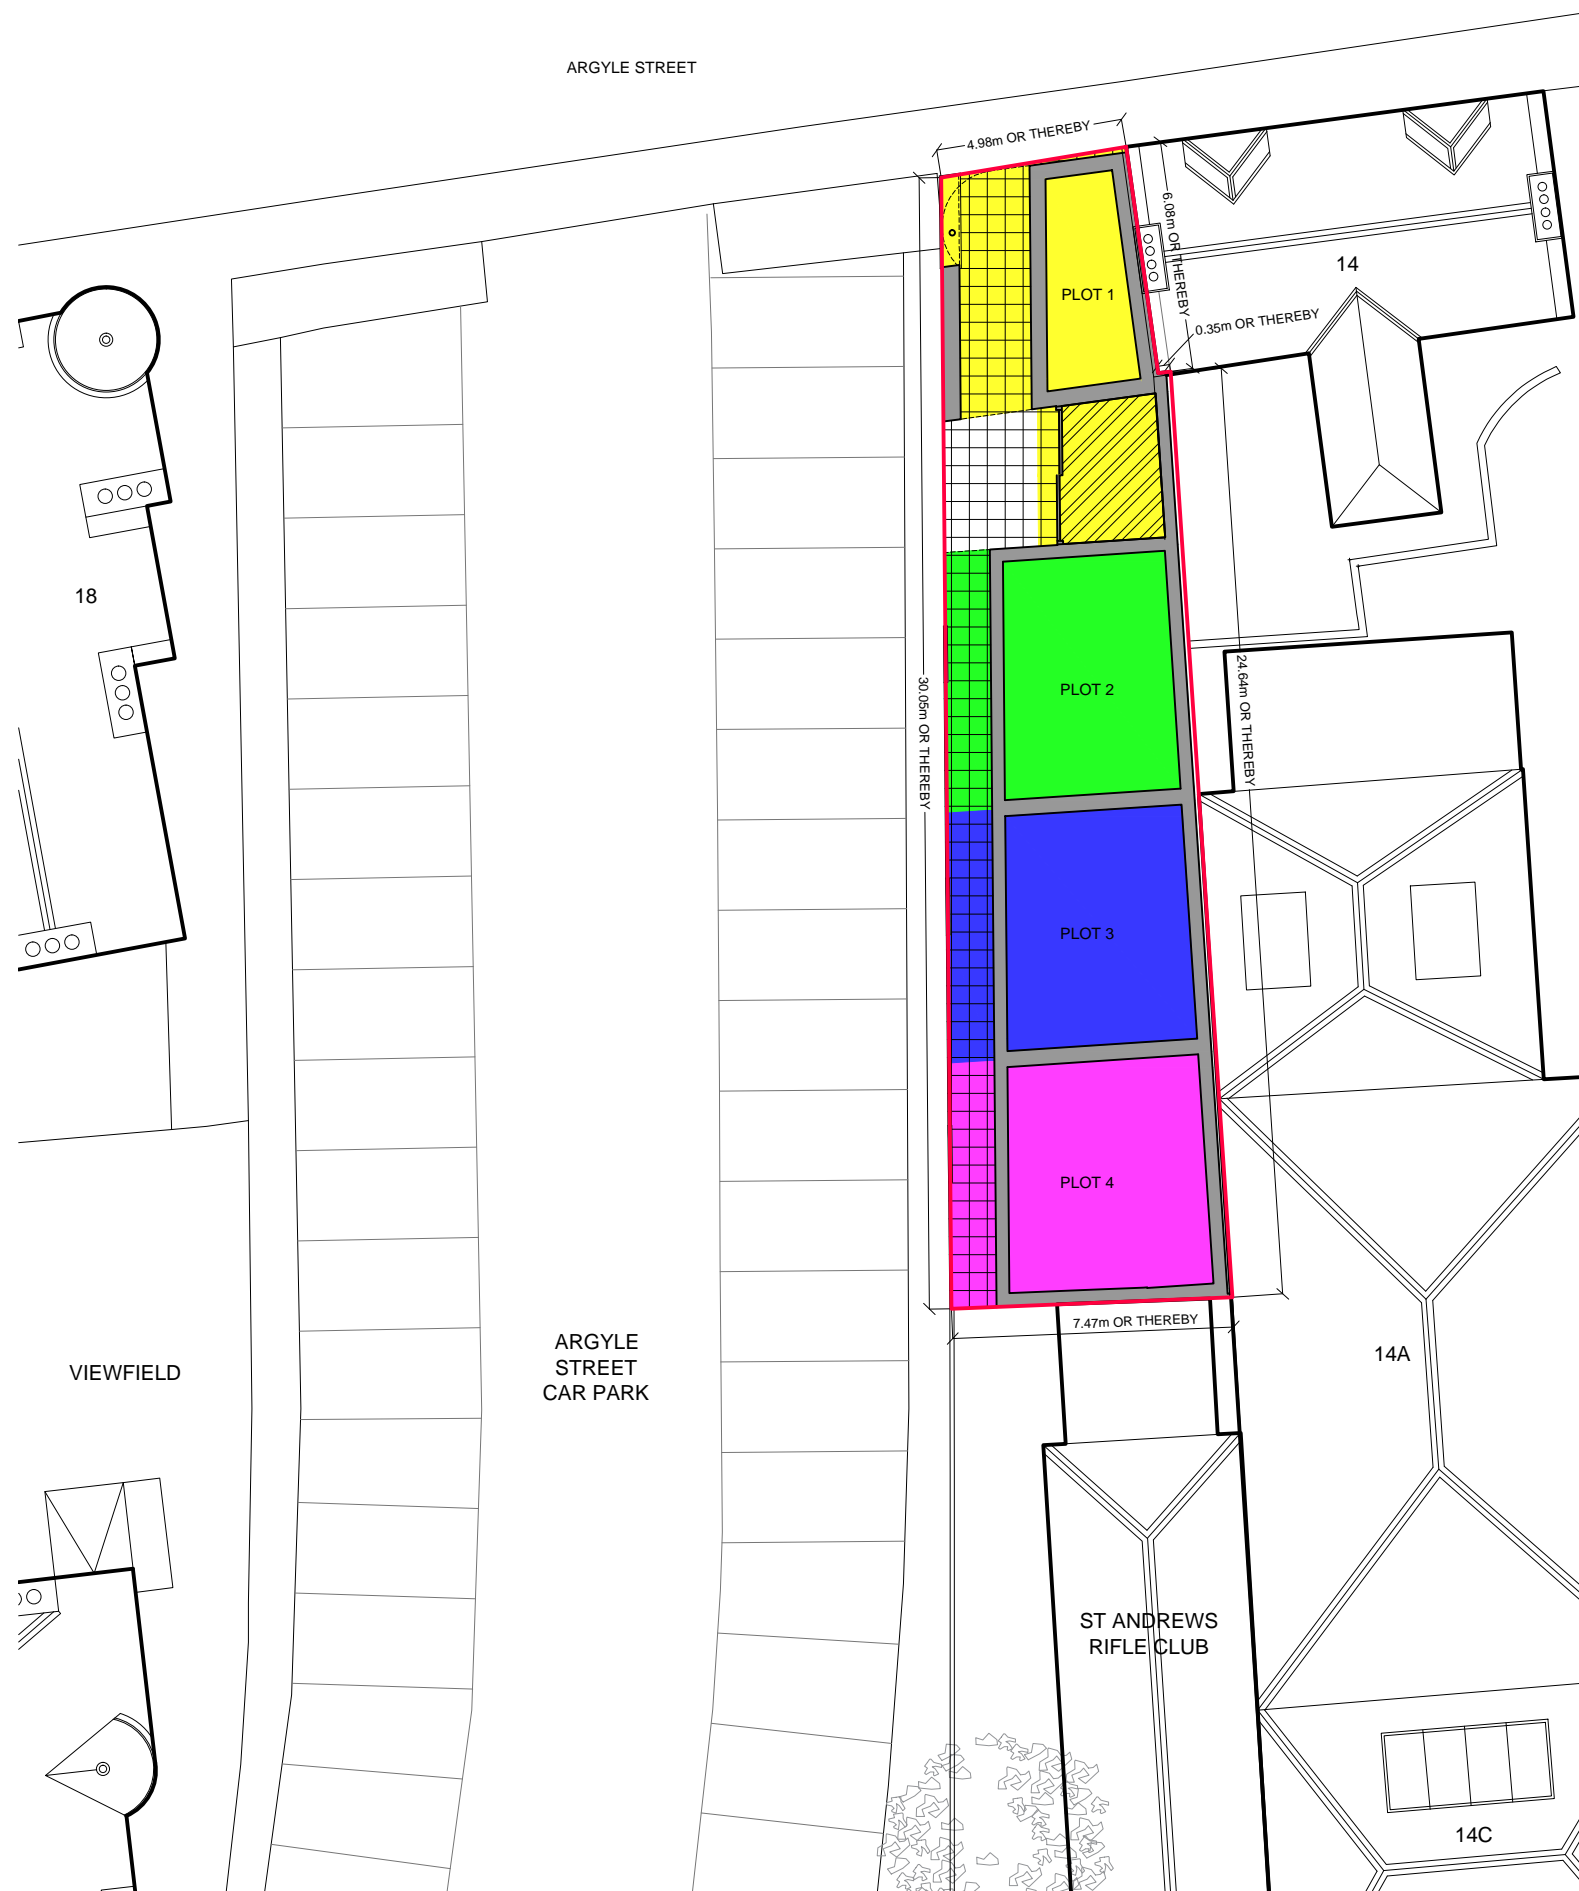 ARGYLE STREET
4.98m OR THEREBY
6.08m OR THEREBY
14
PLOT 1
0.35m OR THEREBY
18
PLOT 2
24.64m OR THEREBY
30.05m OR THEREBY
PLOT 3
PLOT 4
7.47m OR THEREBY
ARGYLE
STREET
CAR PARK
VIEWFIELD
14A
ST ANDREWS
RIFLE CLUB
14C